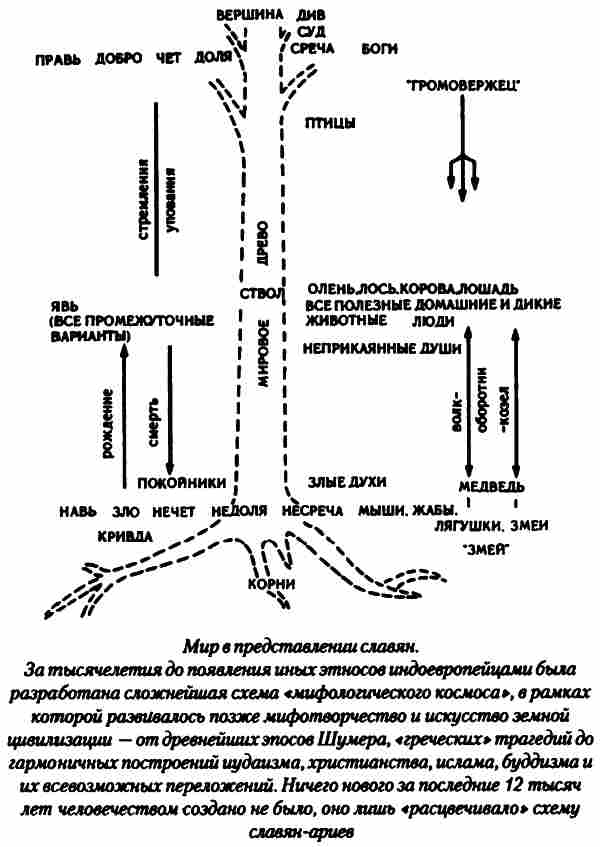 ВЕРШИНА ДИВ
СУД
СРЕЧА БОГИ
ПРАВЬ ДОБРО ЧЕТ ДОЛЯ
"ГРОМОВЕРЖЕЦ"
ПТИЦЫ
стремления
упования
МИРОВОЕ ДРЕВО
СТВОЛ
ОЛЕНЬ,ЛОСЬ,КОРОВА,ЛОШАДЬ
ВСЕ ПОЛЕЗНЫЕ ДОМАШНИЕ И ДИКИЕ
ЖИВОТНЫЕ ЛЮДИ
НЕПРИКАЯННЫЕ ДУШИ
ЯВЬ
(ВСЕ ПРОМЕЖУТОЧНЫЕ
ВАРИАНТЫ)
рождение
смерть
волк-
оборотни
-козел
ПОКОЙНИКИ
ЗЛЫЕ ДУХИ
МЕДВЕДЬ
НАВЬ ЗЛО НЕЧЕТ НЕДОЛЯ НЕСРЕЧА МЫШИ, ЖАБЫ,
ЛЯГУШКИ, ЗМЕИ
КРИВДА
"ЗМЕЙ"
КОРНИ
Мир в представлении славян.
За тысячелетия до появления иных этносов индоевропейцами была
разработана сложнейшая схема «мифологического космоса», в рамках
которой развивалось позже мифотворчество и искусство земной
цивилизации — от древнейших эпосов Шумера, «греческих» трагедий до
гармоничных построений иудаизма, христианства, ислама, буддизма и
их всевозможных переложений. Ничего нового за последние 12 тысяч
лет человечеством создано не было, оно лишь «расцвечивало» схему
славян-ариев